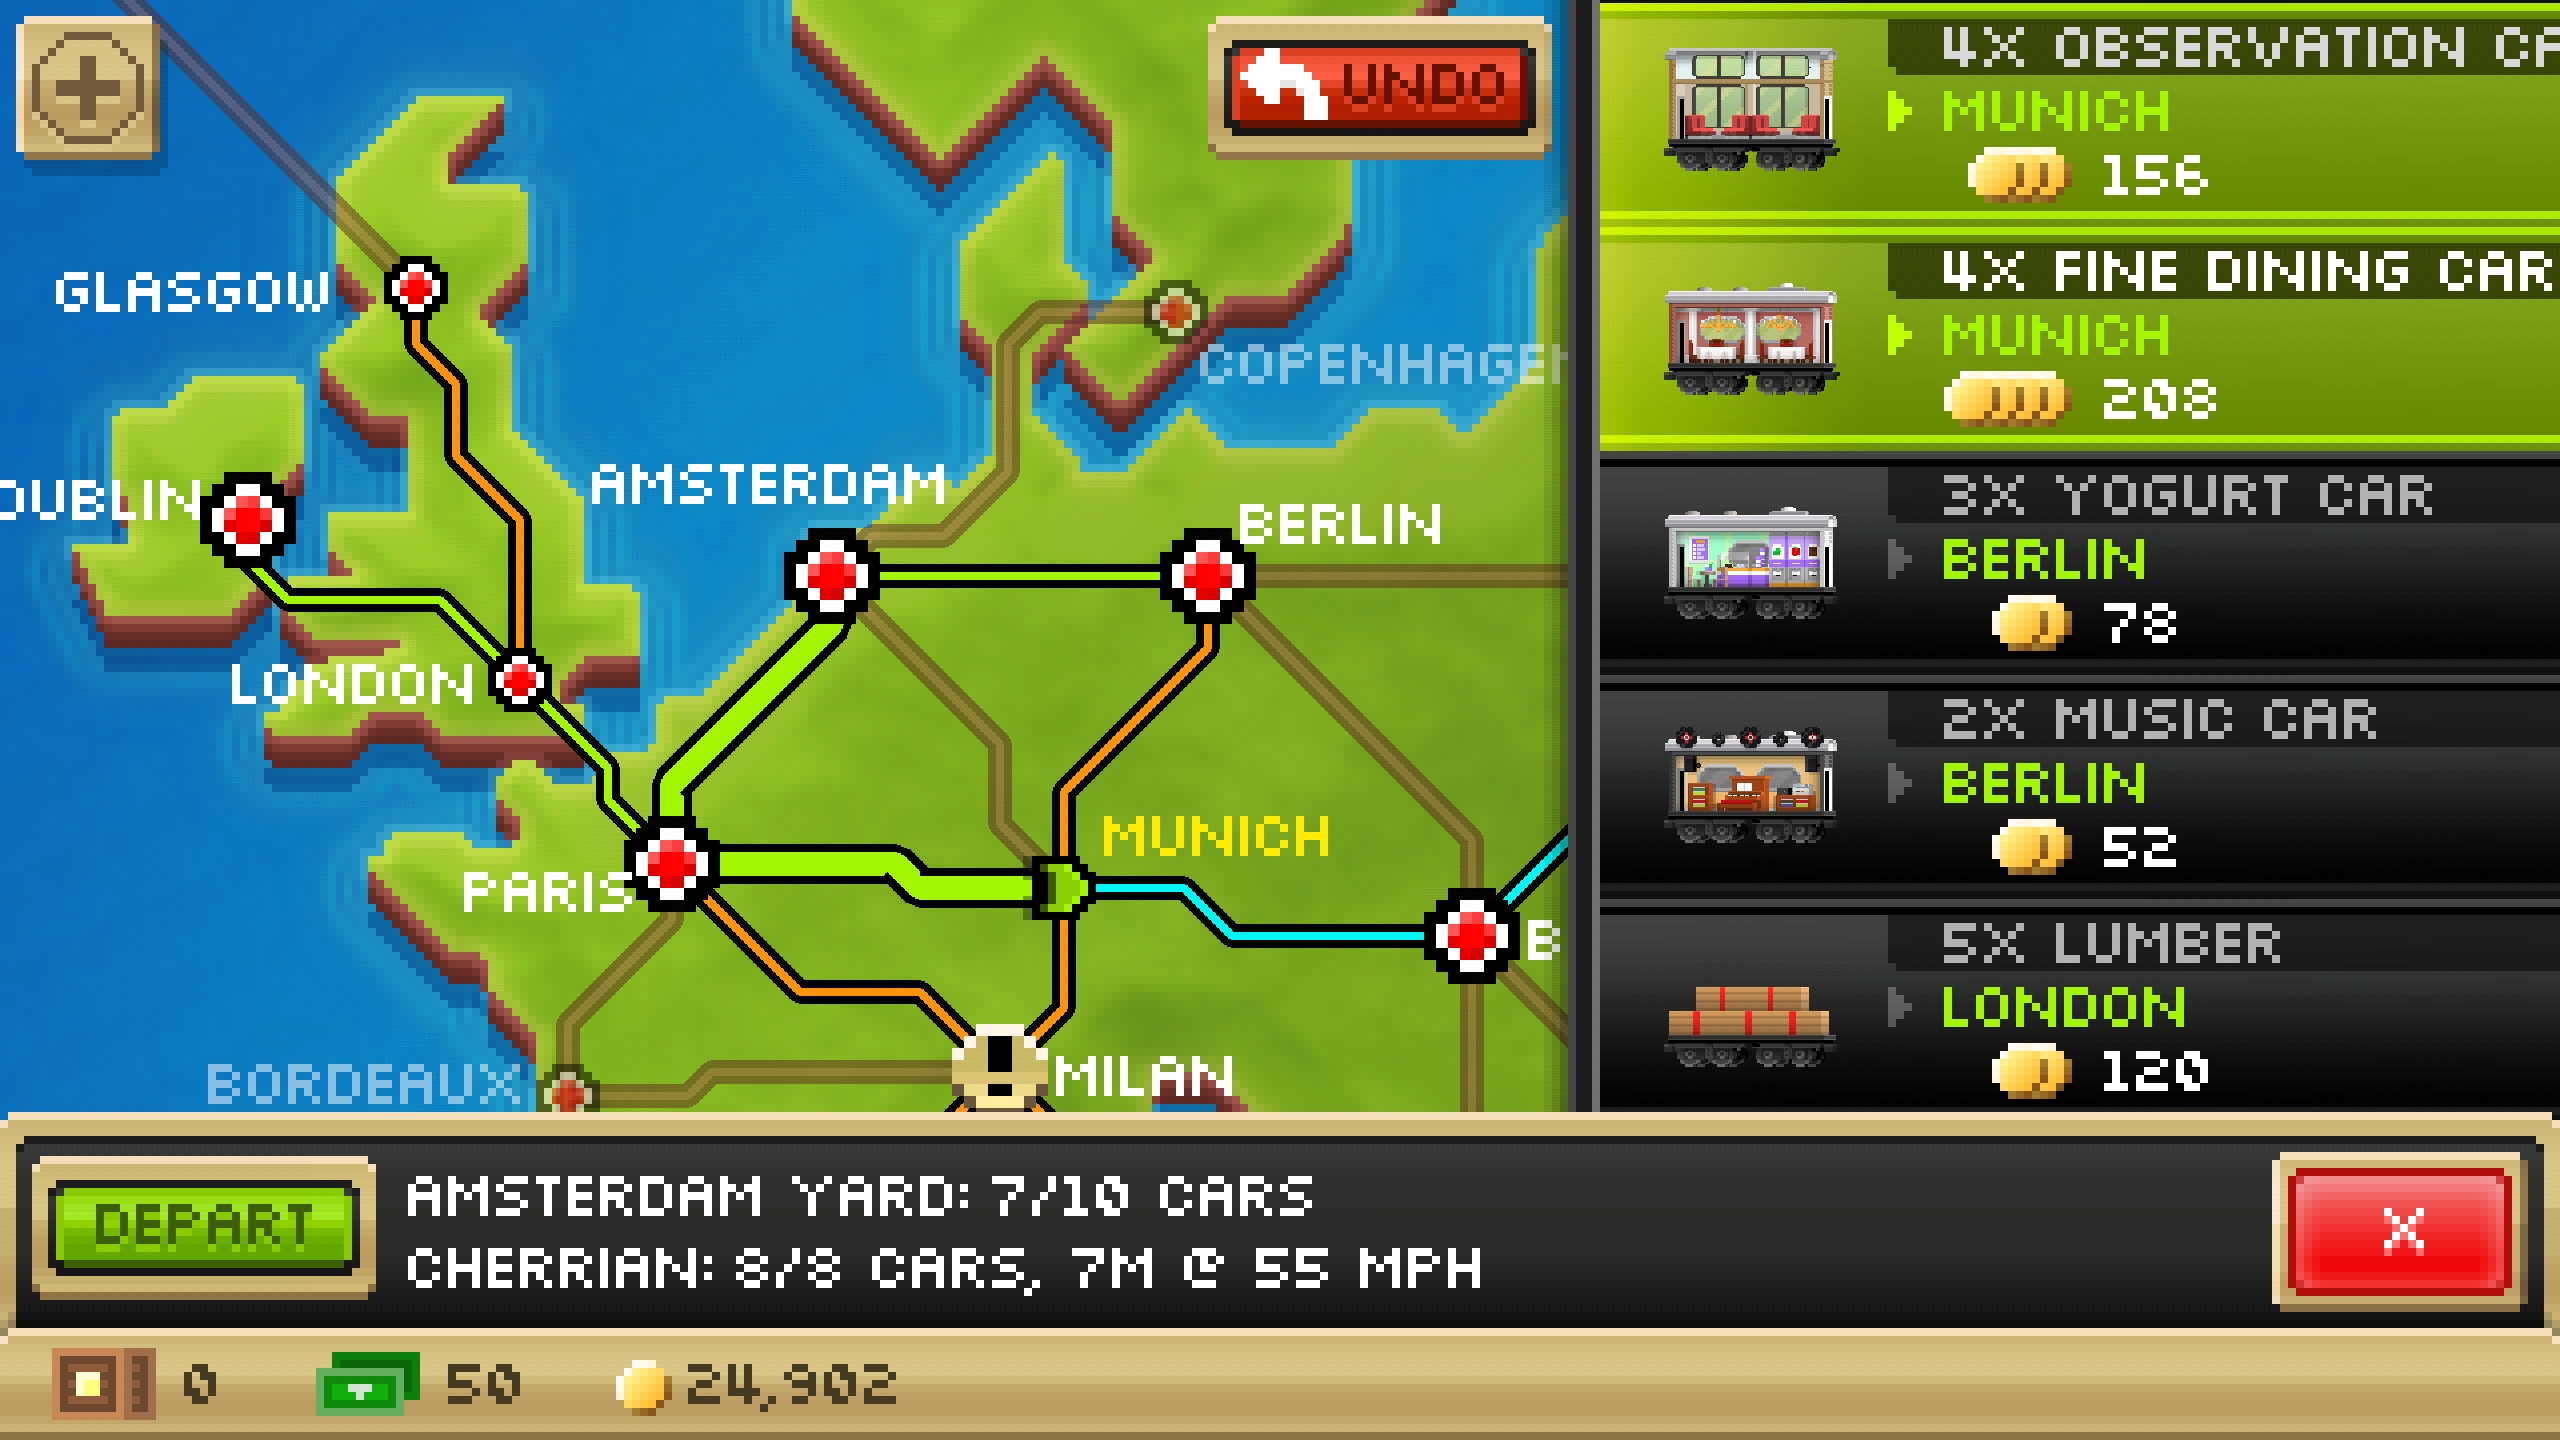 UNDO
GLASGOW
COPENHAGEN
DUBLIN
AMSTERDAM
BERLIN
LONDON
MUNICH
PARIS
B
BORDEAUX
MILAN
4X OBSERVATION CA
MUNICH
156
4X FINE DINING CAR
MUNICH
208
3X YOGURT CAR
BERLIN
78
2X MUSIC CAR
BERLIN
52
5X LUMBER
LONDON
120
DEPART
AMSTERDAM YARD: 7/10 CARS
CHERRIAN: 8/8 CARS, 7M @ 55 MPH
X
0
50
24,902